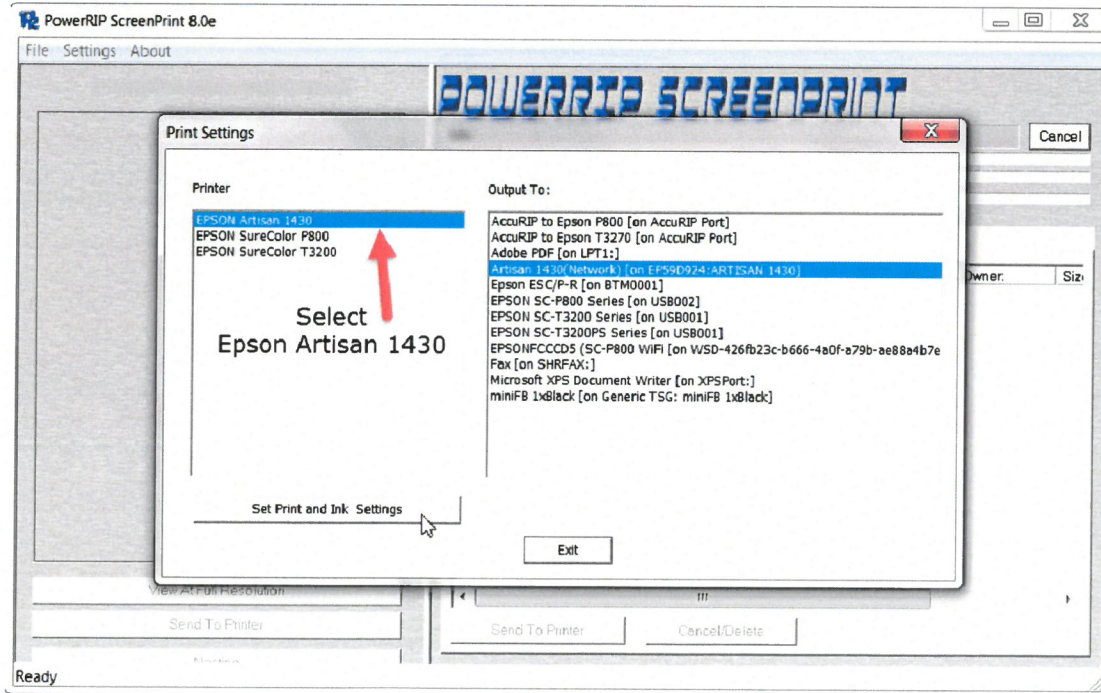 PowerRIP ScreenPrint 8.0e
File Settings About
POWERRIP SCREENPRINT
Print Settings
Cancel
Printer
Output To:
EPSON Artisan 1430
EPSON SureColor P800
EPSON SureColor T3200
AccuRIP to Epson P800 [on AccuRIP Port]
AccuRIP to Epson T3270 [on AccuRIP Port]
Adobe PDF [on LPT1:]
Artisan 1430(Network) [on EP59D924:ARTISAN 1430]
Epson ESC/P-R [on BTM0001]
EPSON SC-P800 Series [on USB002]
EPSON SC-T3200 Series [on USB001]
EPSON SC-T3200PS Series [on USB001]
EPSONFCCCD5 (SC-P800 WiFi [on WSD-426fb23c-b666-4a0f-a79b-ae88a4b7e
Fax [on SHRFAX:]
Microsoft XPS Document Writer [on XPSPort:]
miniFB 1xBlack [on Generic TSG: miniFB 1xBlack]
Owner:
Size
Select
Epson Artisan 1430
Set Print and Ink Settings
Exit
View At Full Resolution
Send To Printer
Send To Printer
Cancel/Delete
Nesting
Ready